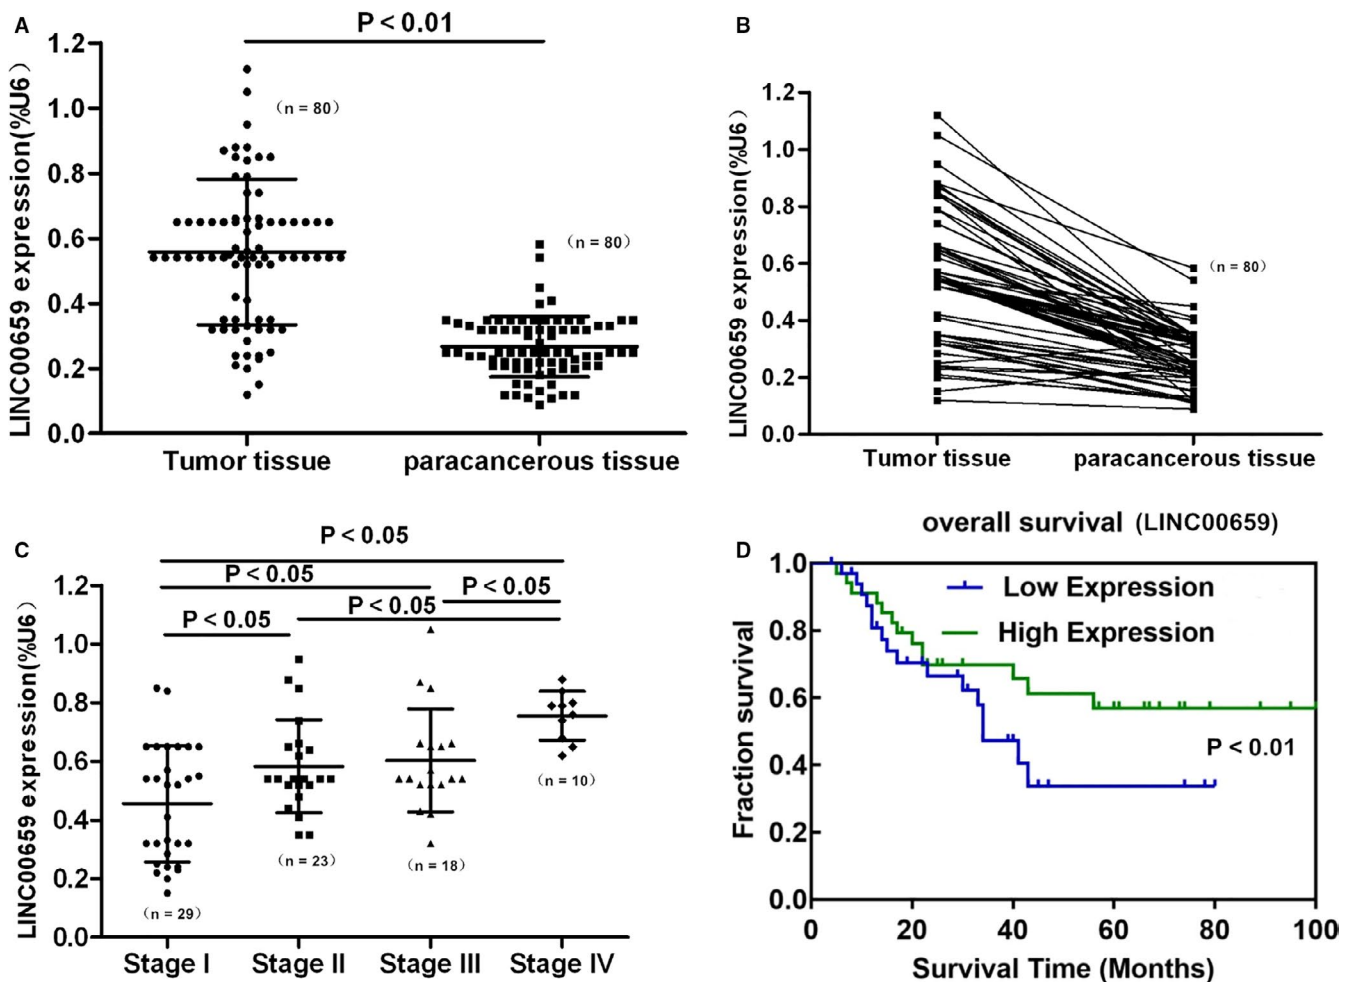 A
P < 0.01
LINC00659 expression(%U6)
1.2
1.0
0.8
0.6
0.4
0.2
0.0
(n = 80)
(n = 80)
Tumor tissue
paracancerous tissue
B
LINC00659 expression(%U6)
1.2
1.0
0.8
0.6
0.4
0.2
0.0
(n = 80)
Tumor tissue
paracancerous tissue
C
P < 0.05
P < 0.05
P < 0.05
P < 0.05
P < 0.05
LINC00659 expression(%U6)
1.2
1.0
0.8
0.6
0.4
0.2
0.0
(n = 29)
(n = 23)
(n = 18)
(n = 10)
Stage I
Stage II
Stage III
Stage IV
D
overall survival (LINC00659)
Fraction survival
1.0
0.8
0.6
0.4
0.2
0.0
Low Expression
High Expression
P < 0.01
0
20
40
60
80
100
Survival Time (Months)